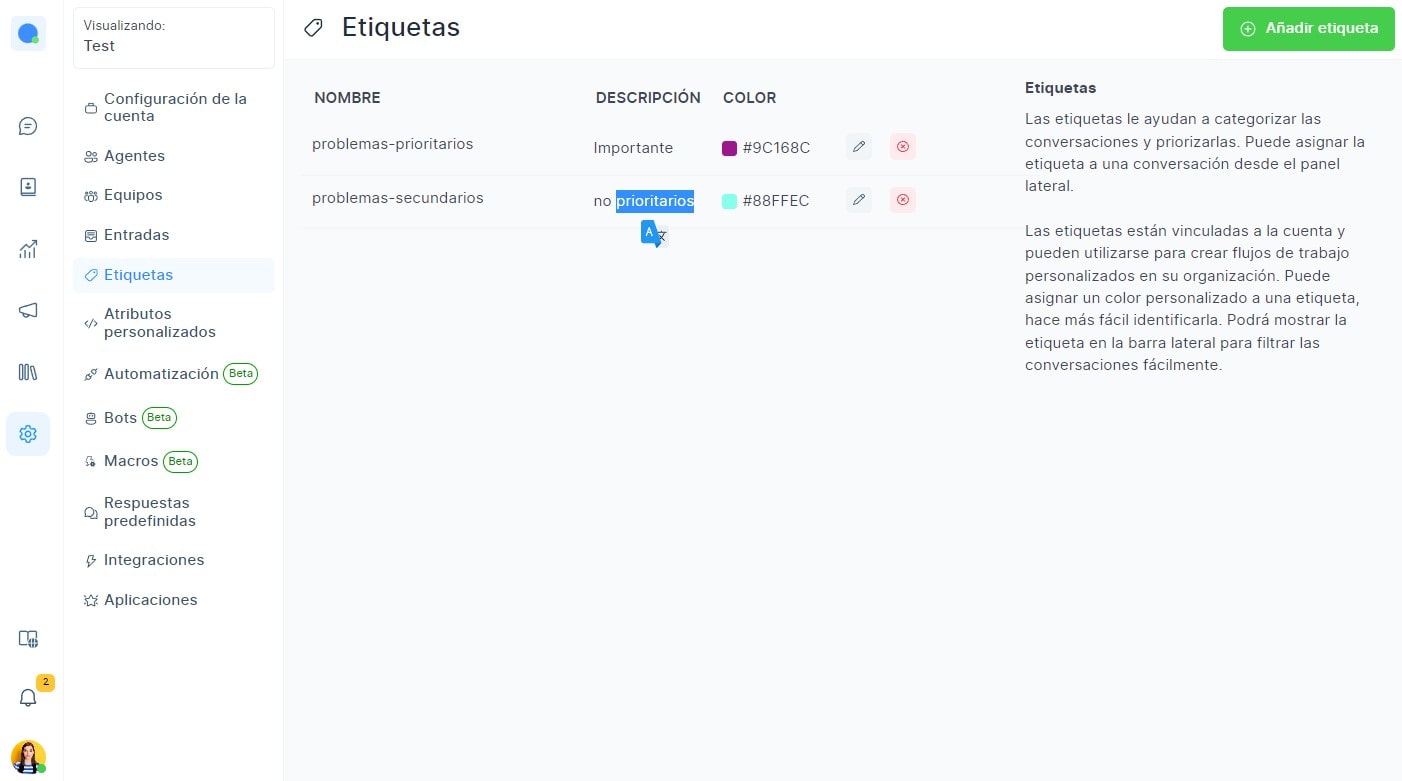 Visualizando:
Test
Configuración de la
cuenta
Agentes
Equipos
Entradas
Etiquetas
Atributos
personalizados
Automatización Beta
Bots Beta
Macros Beta
Respuestas
predefinidas
Integraciones
Aplicaciones
2
Etiquetas
Añadir etiqueta
NOMBRE DESCRIPCIÓN COLOR
problemas-prioritarios Importante #9C168C
problemas-secundarios no prioritarios #88FFEC
A
Etiquetas
Las etiquetas le ayudan a categorizar las
conversaciones y priorizarlas. Puede asignar la
etiqueta a una conversación desde el panel
lateral.
Las etiquetas están vinculadas a la cuenta y
pueden utilizarse para crear flujos de trabajo
personalizados en su organización. Puede
asignar un color personalizado a una etiqueta,
hace más fácil identificarla. Podrá mostrar la
etiqueta en la barra lateral para filtrar las
conversaciones fácilmente.